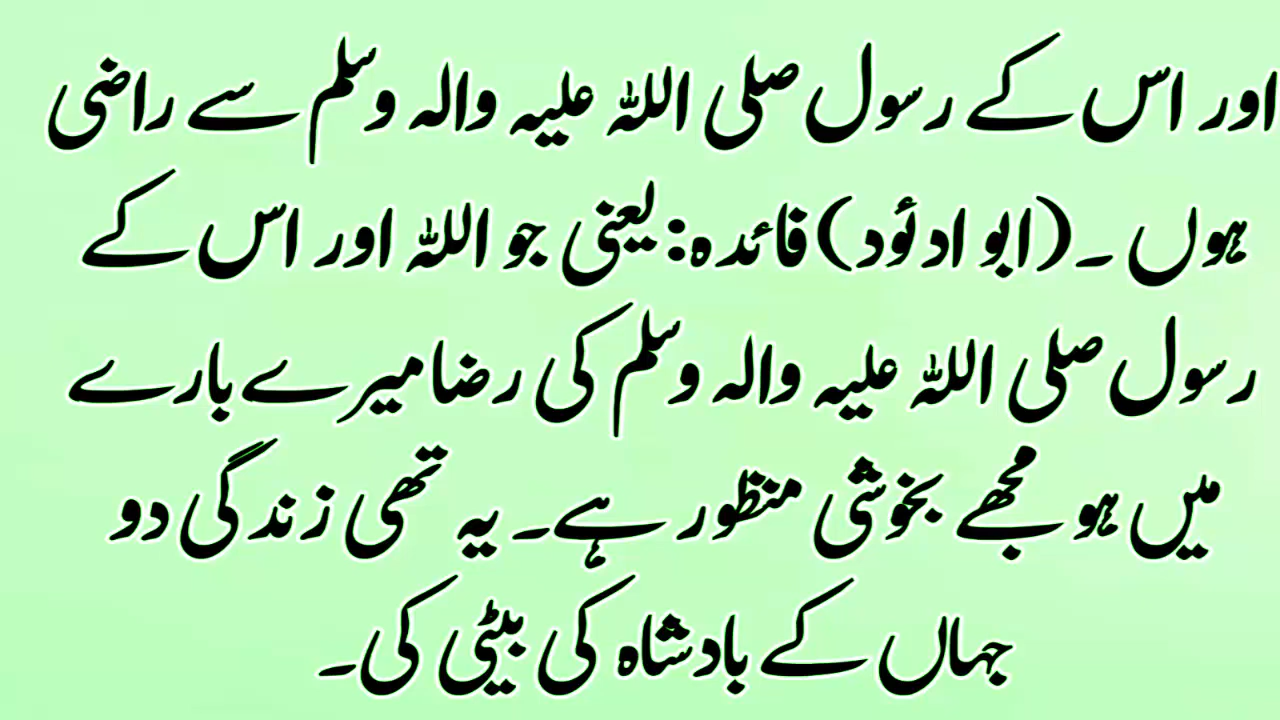 اور اس کے رسول صلی اللہ علیہ والہ وسلم سے راضی
ہوں ۔(ابو ادئود) فائدہ: یعنی جو اللہ اور اس کے
رسول صلی اللہ علیہ والہ وسلم کی رضا میرے بارے
میں ہو مجھے بخوشی منظور ہے۔ یہ تھی زندگی دو
جہاں کے بادشاہ کی بیٹی کی۔